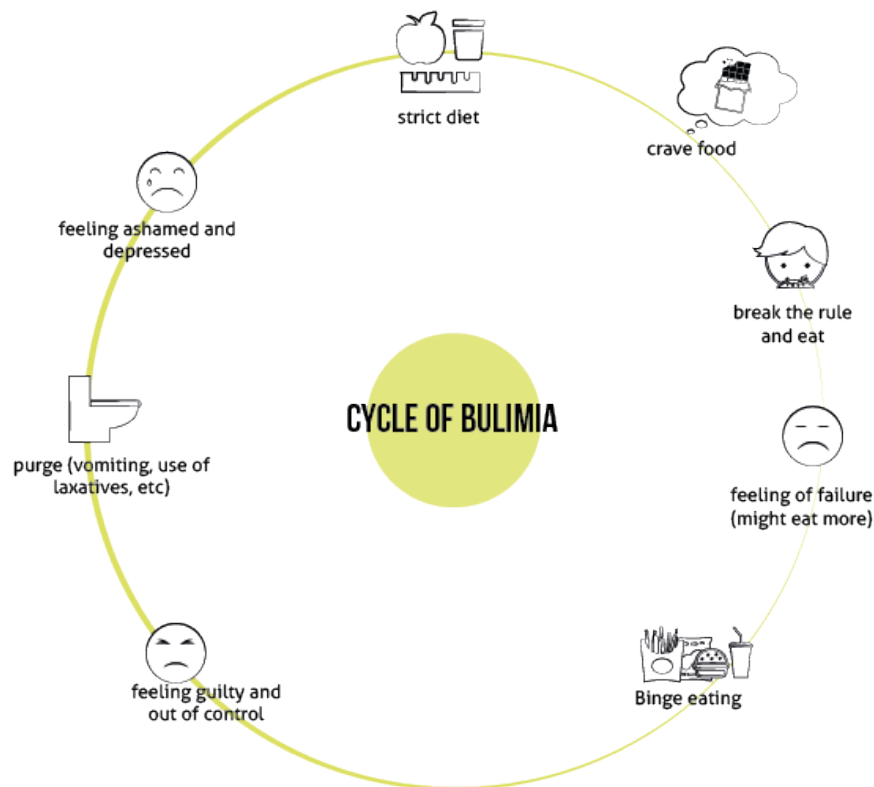 strict diet
crave food
break the rule
and eat
feeling of failure
(might eat more)
Binge eating
feeling guilty and
out of control
purge (vomiting, use of
laxatives, etc)
feeling ashamed and
depressed
CYCLE OF BULIMIA